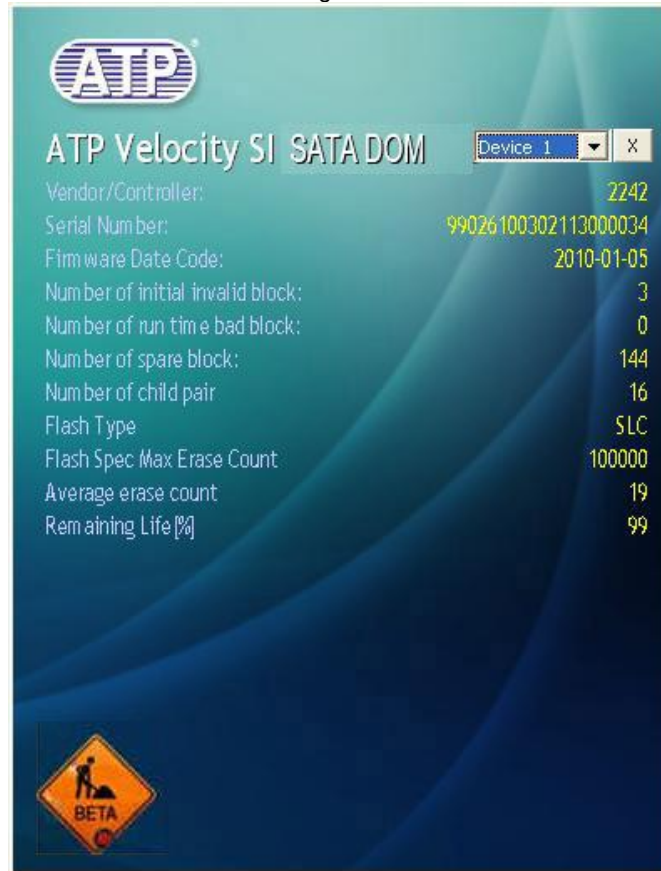 ATP
ATP Velocity SI SATA DOM
Device 1
X
Vendor/Controller: 2242
Serial Number: 99026100302113000034
Firmware Date Code: 2010-01-05
Number of initial invalid block: 3
Number of run time bad block: 0
Number of spare block: 144
Number of child pair 16
Flash Type SLC
Flash Spec Max Erase Count 100000
Average erase count 19
Remaining Life [%] 99
BETA